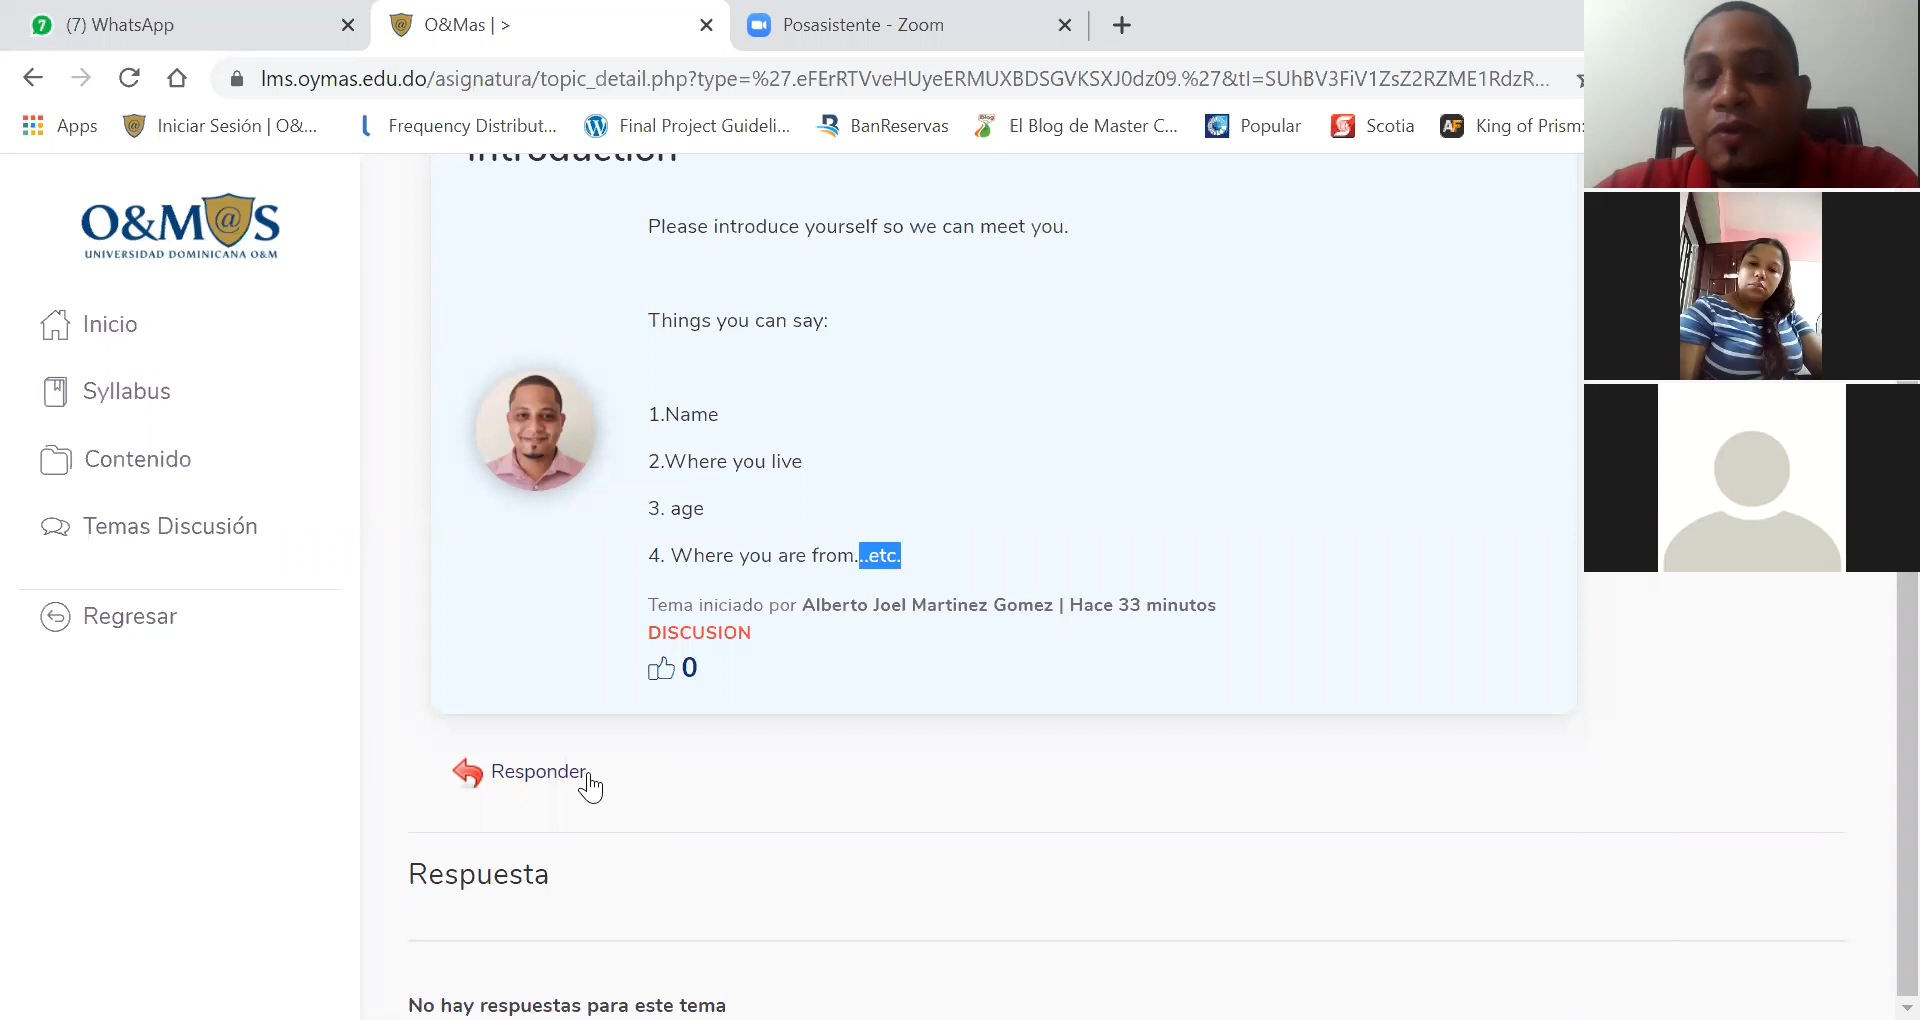 7
(7) WhatsApp
O&Mas | >
Posasistente - Zoom
lms.oymas.edu.do/asignatura/topic_detail.php?type=%27.eFErRTVveHUyeERMUXBDSGVKSXJ0dz09.%27&tI=SUhBV3FiV1ZsZ2RZME1RdzR...
Apps
Iniciar Sesión | O&...
Frequency Distribut...
Final Project Guideli...
BanReservas
El Blog de Master C...
Popular
Scotia
King of Prism:
O&M@S
UNIVERSIDAD DOMINICANA O&M
Inicio
Syllabus
Contenido
Temas Discusión
Regresar
Introduction
Please introduce yourself so we can meet you.
Things you can say:
1.Name
2.Where you live
3. age
4. Where you are from...etc.
Tema iniciado por Alberto Joel Martinez Gomez | Hace 33 minutos
DISCUSION
0
Responder
Respuesta
No hay respuestas para este tema